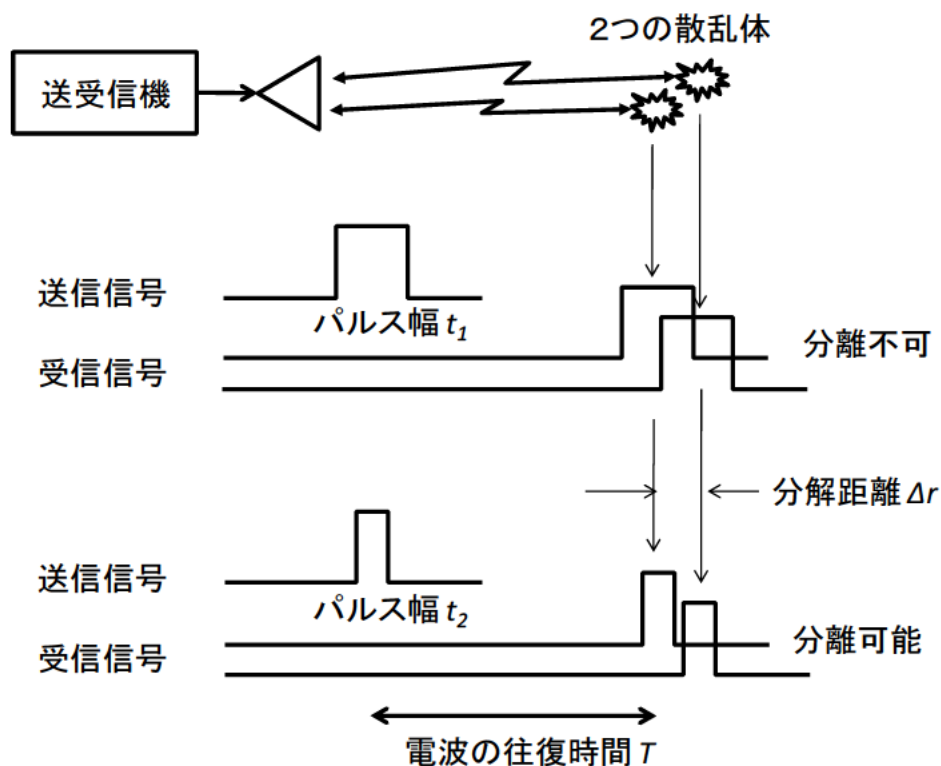 2つの散乱体
送受信機
送信信号
パルス幅 t1
受信信号
分離不可
分解距離 Δr
送信信号
パルス幅 t2
受信信号
分離可能
電波の往復時間 T